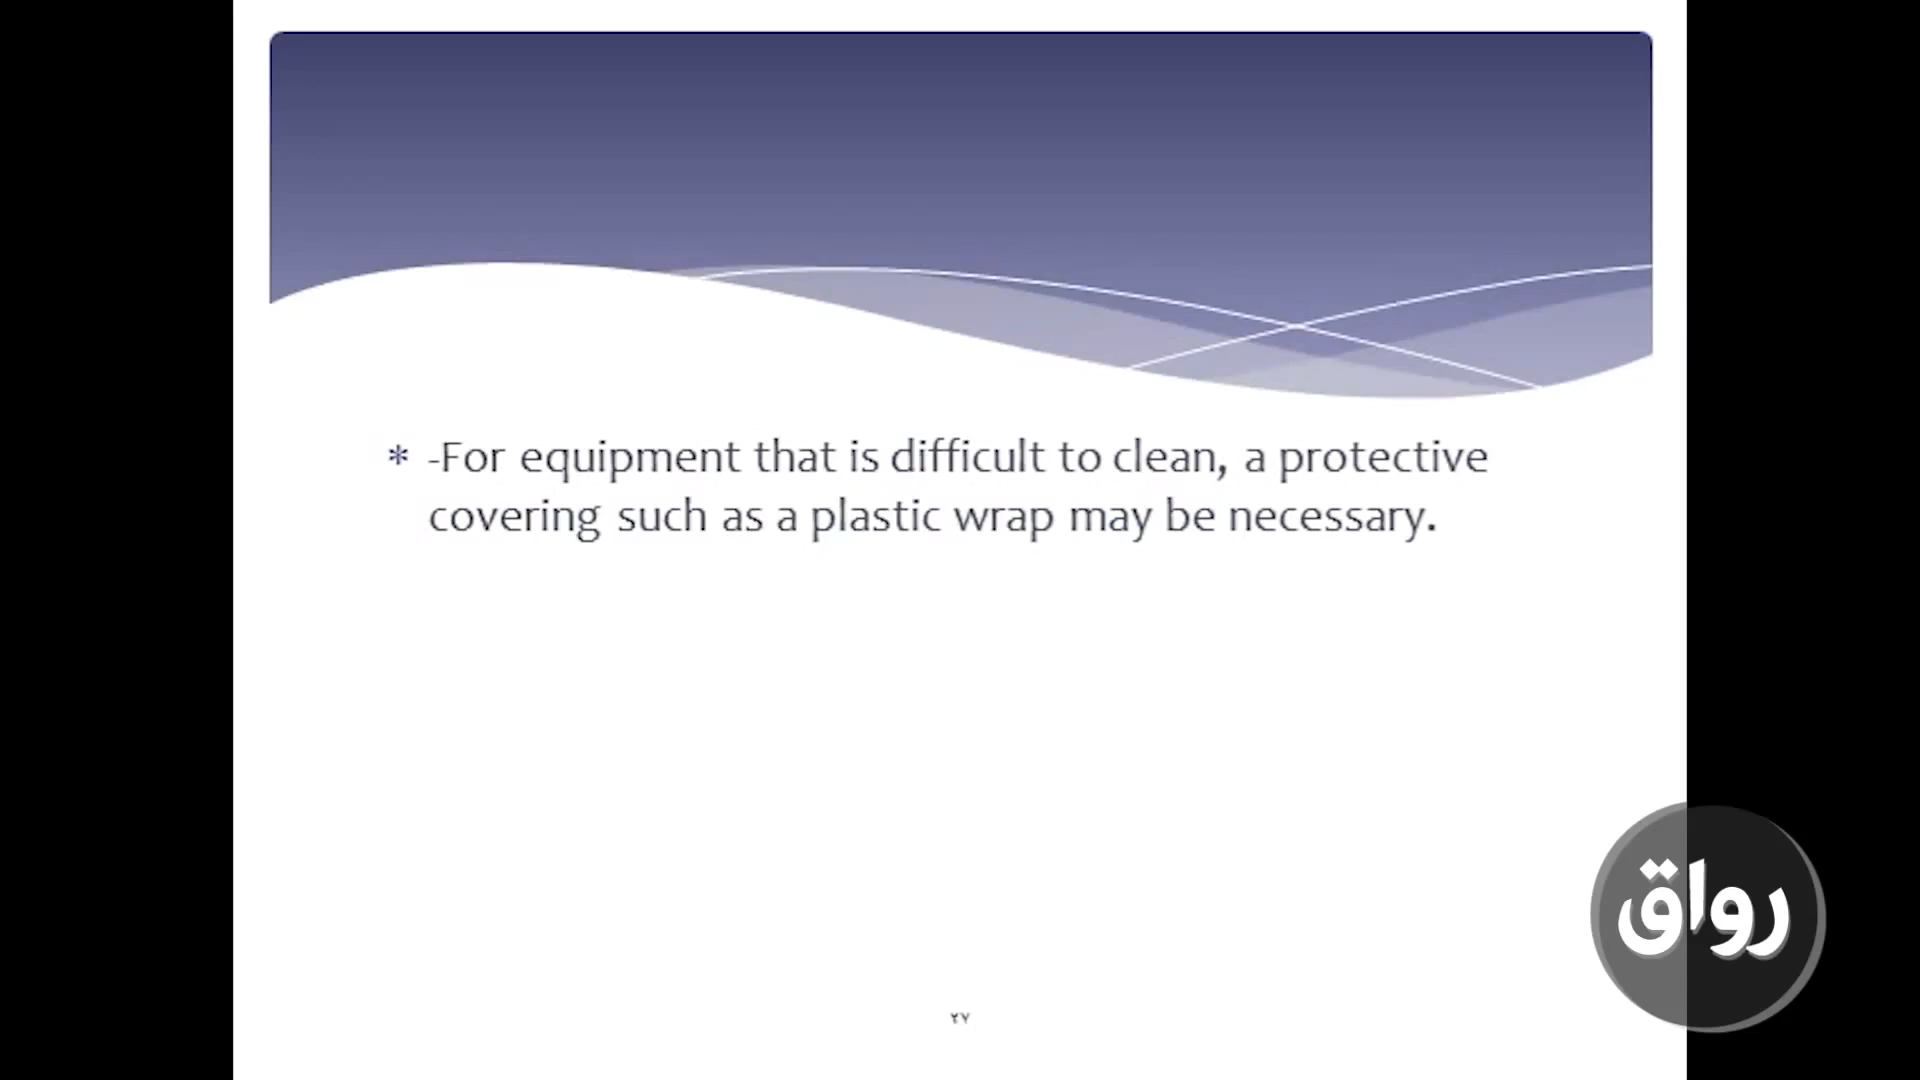 * -For equipment that is difficult to clean, a protective
covering such as a plastic wrap may be necessary.
رواق
٢٧